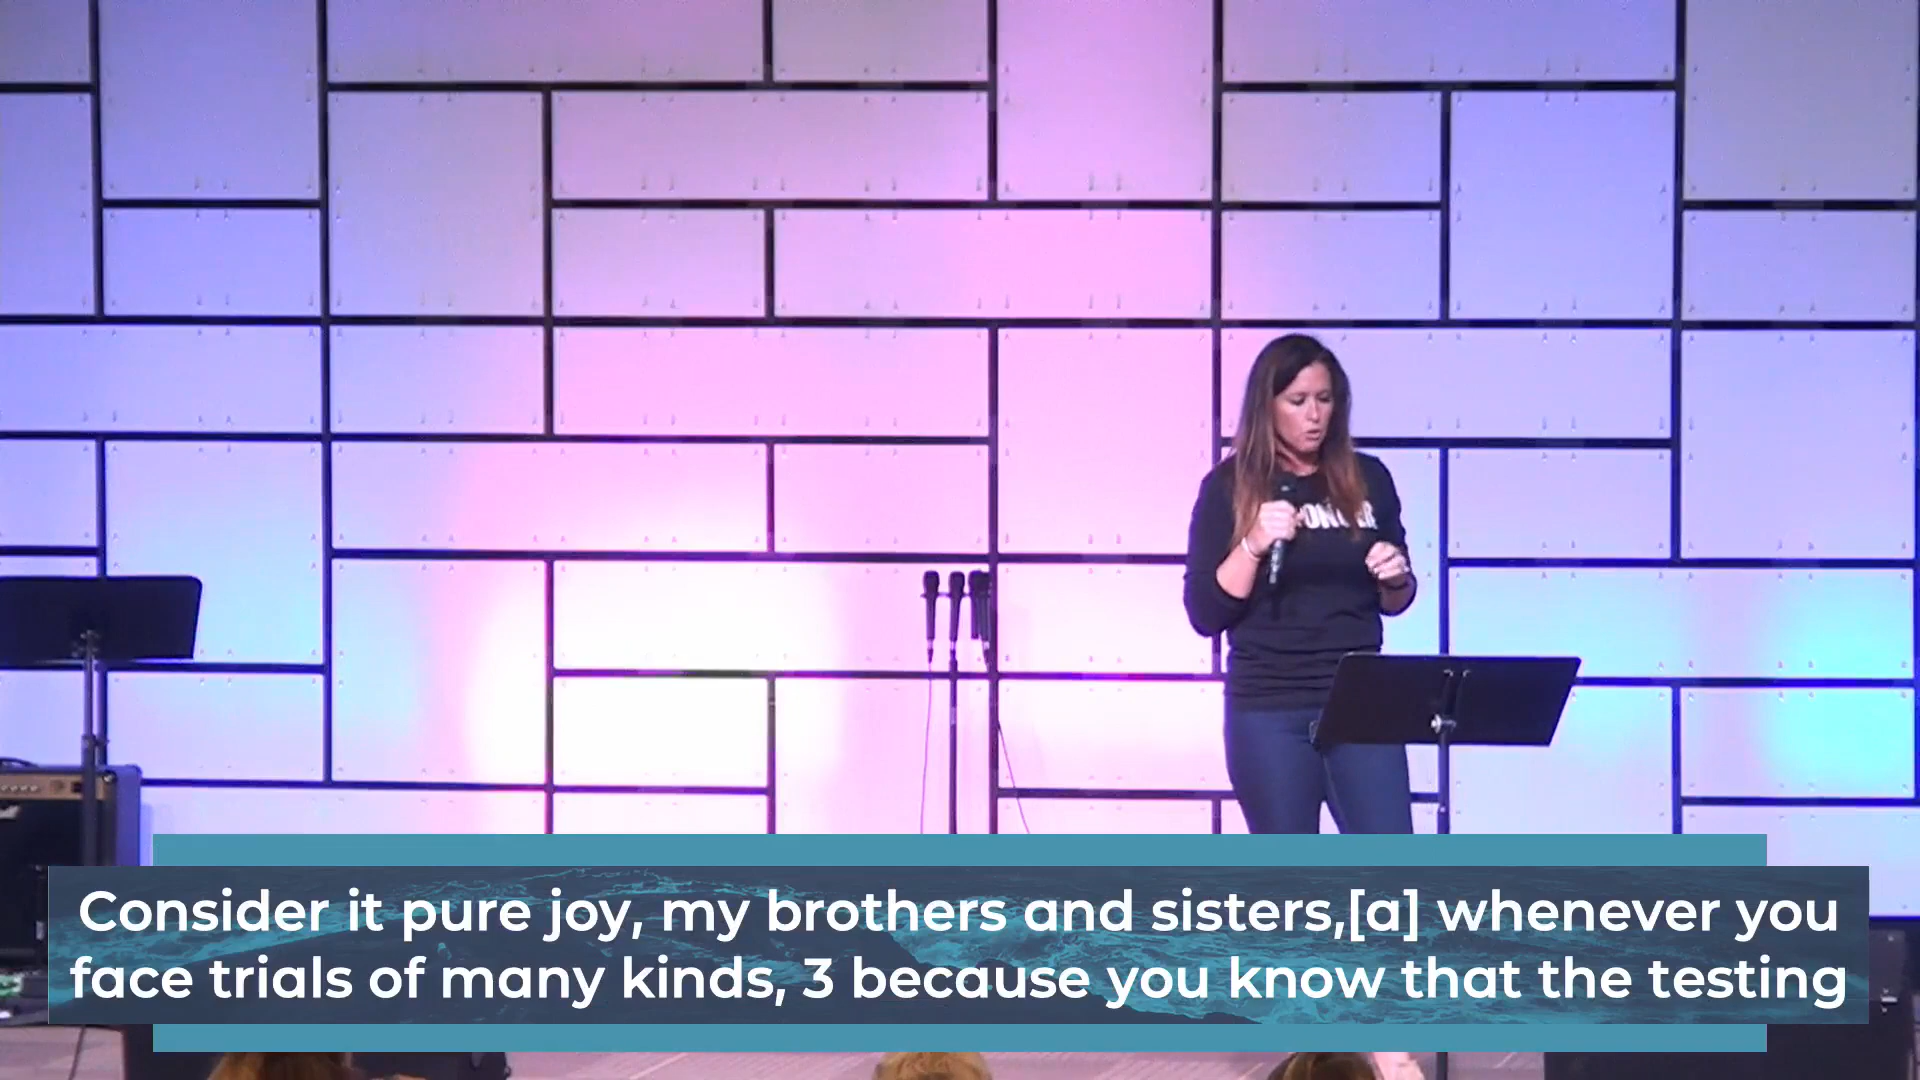 Consider it pure joy, my brothers and sisters,[a] whenever you
face trials of many kinds, 3 because you know that the testing